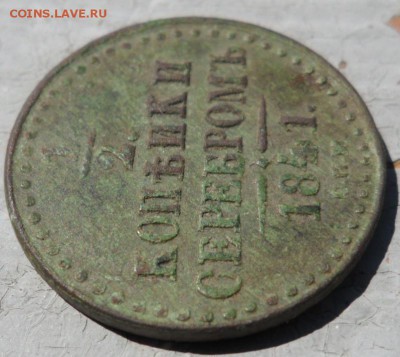 COINS.LAVE.RU
1/2.
КОПѢЙКИ
СЕРЕБРОМЪ
1841.